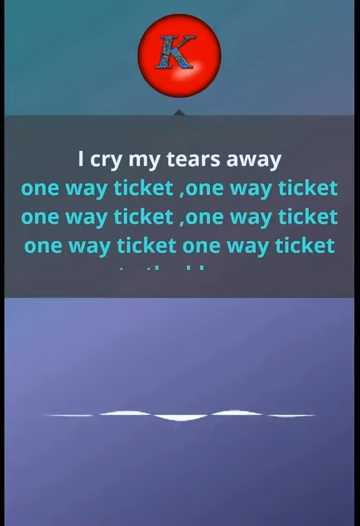 K
I cry my tears away
one way ticket ,one way ticket
one way ticket ,one way ticket
one way ticket one way ticket